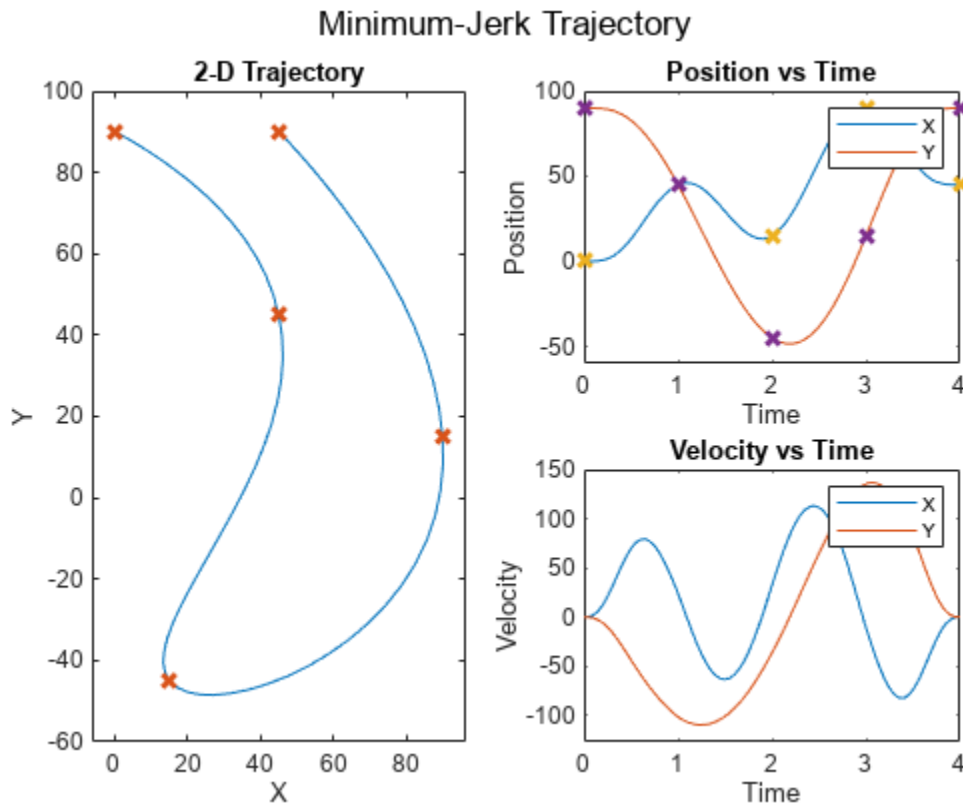 Minimum-Jerk Trajectory
2-D Trajectory
100
80
60
40
20
0
-20
-40
-60
0
20
40
60
80
X
Y
Position vs Time
100
50
0
-50
0
1
2
3
4
Time
Position
X
Y
Velocity vs Time
150
100
50
0
-50
-100
0
1
2
3
4
Time
Velocity
X
Y